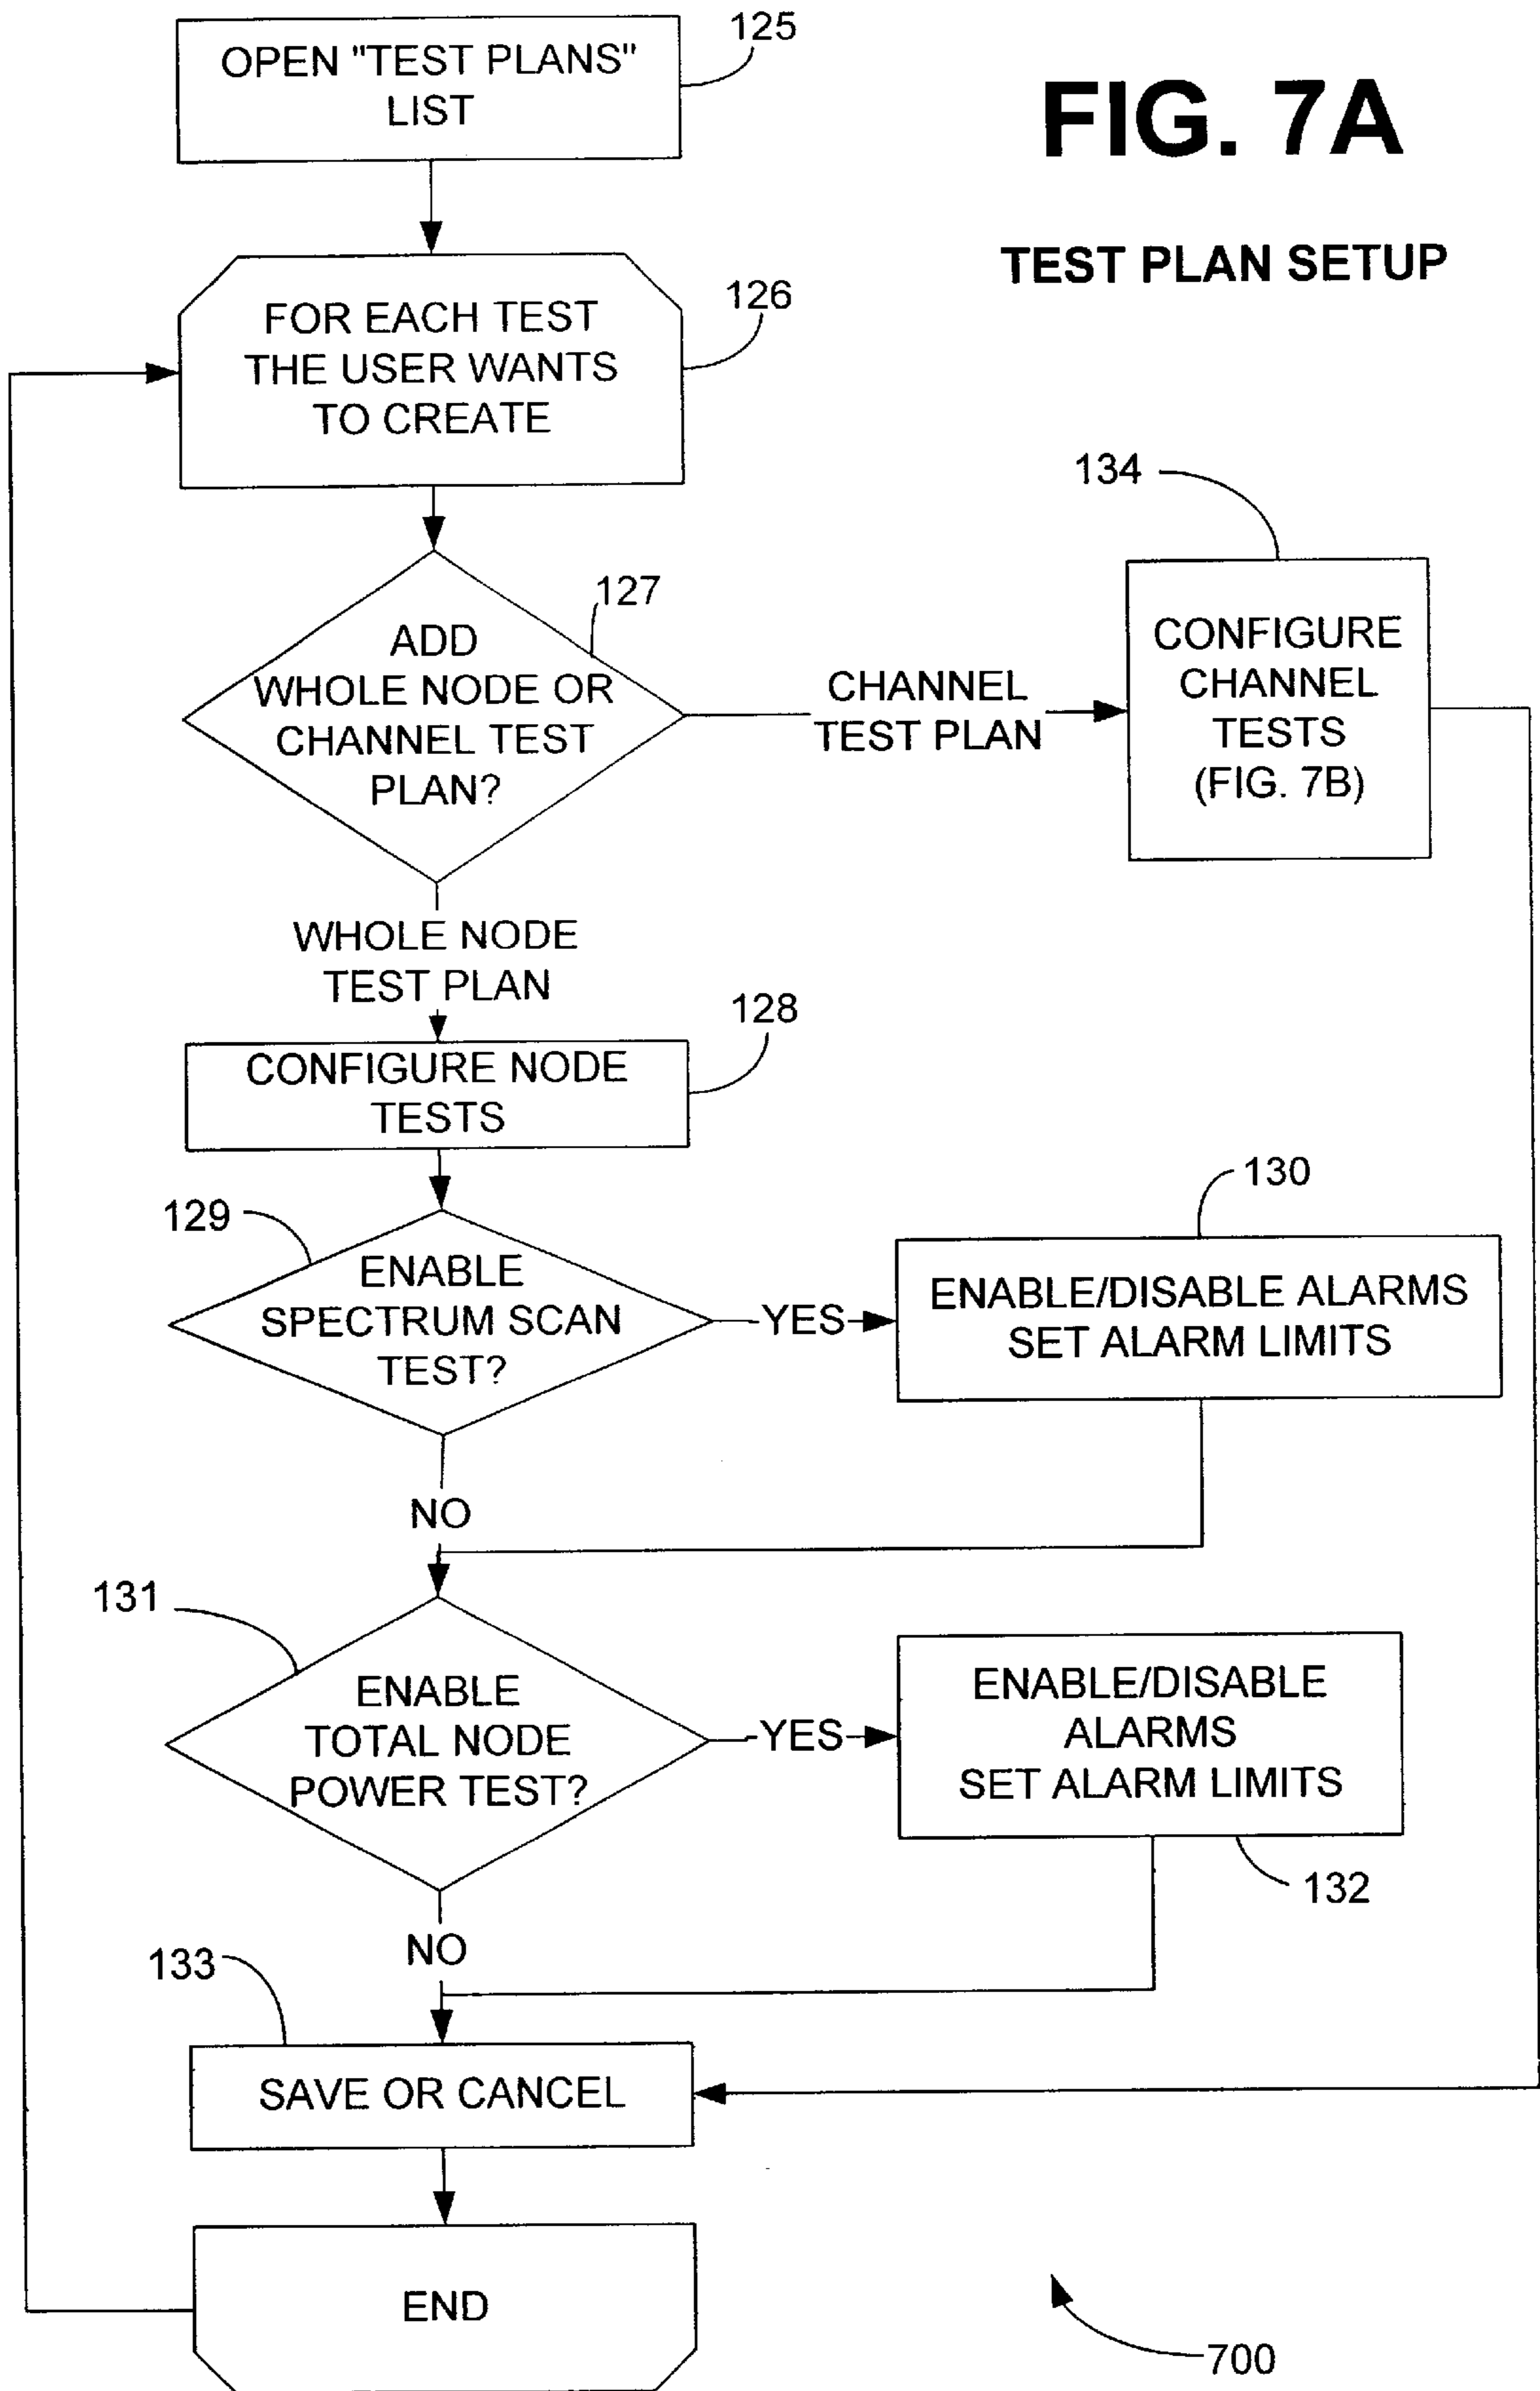 125
OPEN "TEST PLANS"
LIST
FIG. 7A
TEST PLAN SETUP
126
FOR EACH TEST
THE USER WANTS
TO CREATE
134
127
ADD
WHOLE NODE OR
CHANNEL TEST
PLAN?
CHANNEL
TEST PLAN
CONFIGURE
CHANNEL
TESTS
(FIG. 7B)
WHOLE NODE
TEST PLAN
128
CONFIGURE NODE
TESTS
129
ENABLE
SPECTRUM SCAN
TEST?
YES
130
ENABLE/DISABLE ALARMS
SET ALARM LIMITS
NO
131
ENABLE
TOTAL NODE
POWER TEST?
YES
ENABLE/DISABLE
ALARMS
SET ALARM LIMITS
132
NO
133
SAVE OR CANCEL
END
700